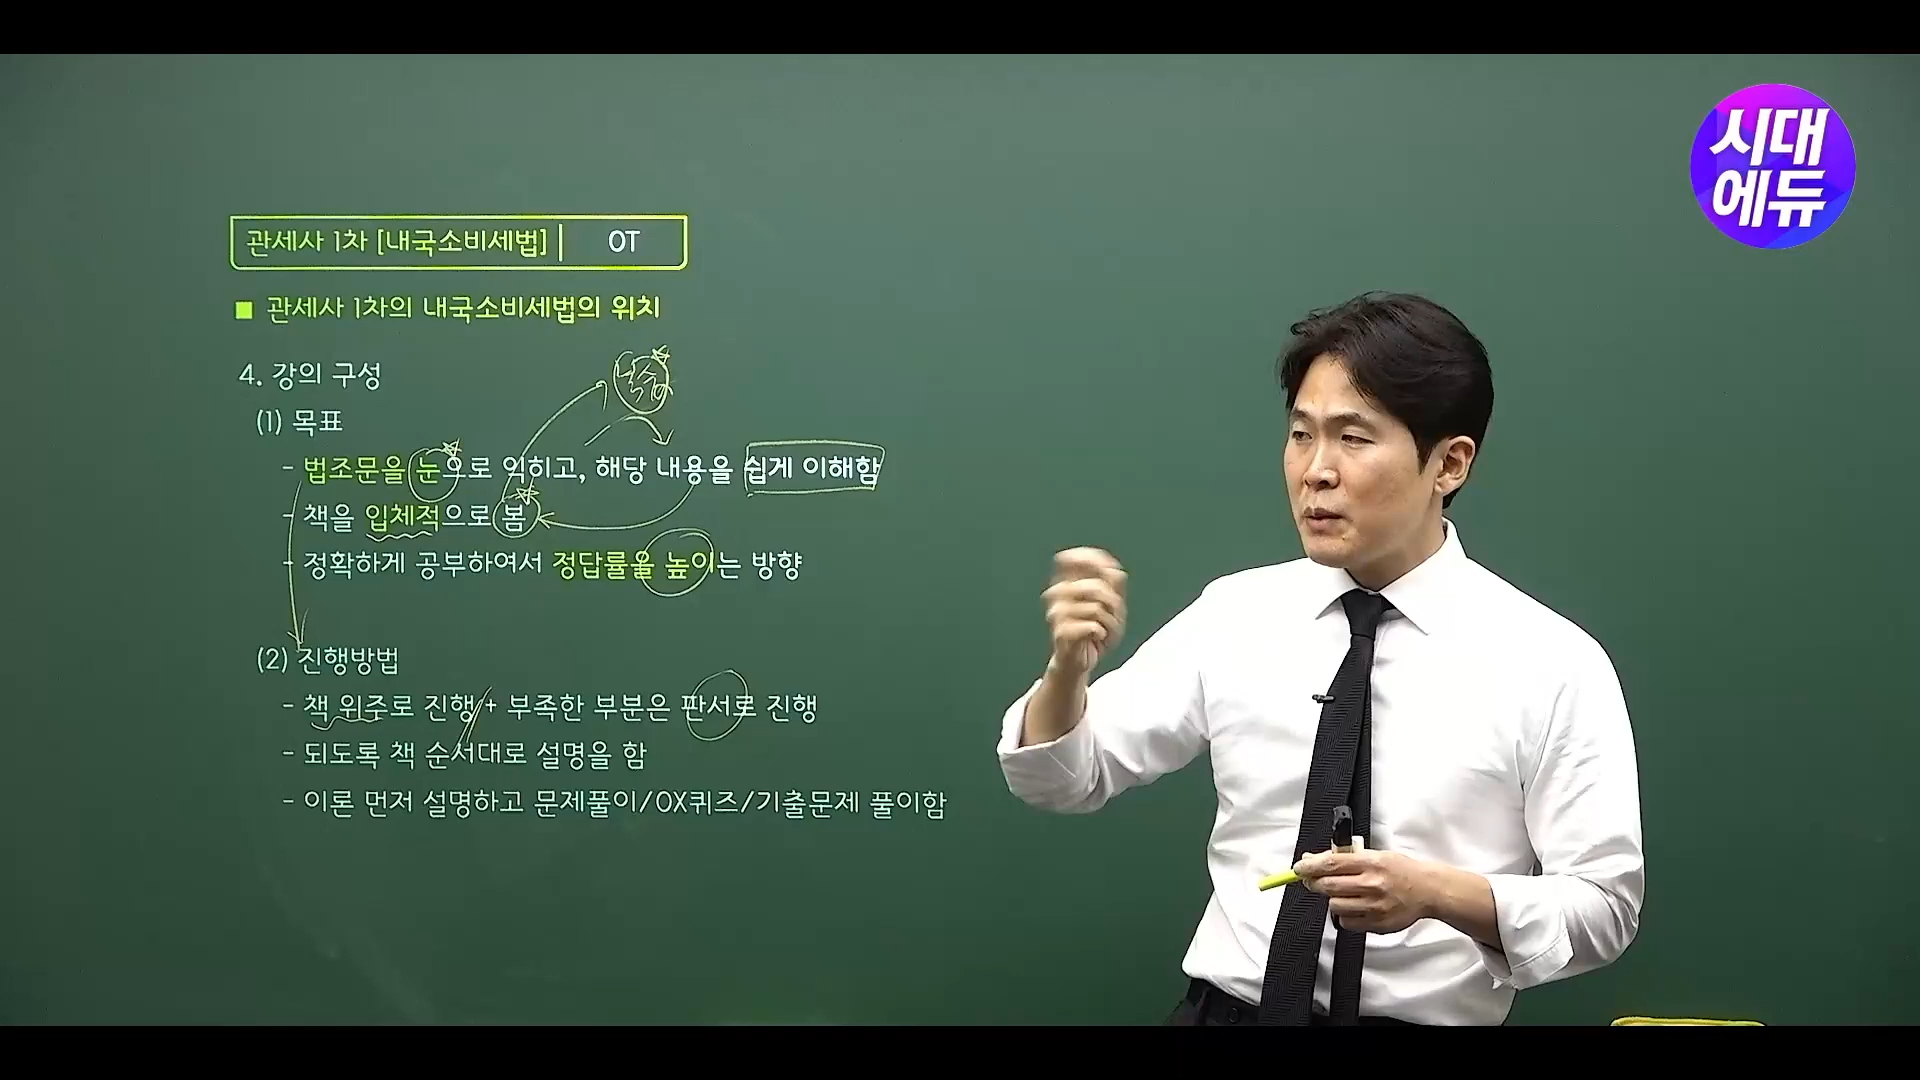 시대
에듀
관세사 1차 [내국소비세법] | OT
■ 관세사 1차의 내국소비세법의 위치
4. 강의 구성
(1) 목표
복습
- 법조문을 눈으로 익히고, 해당 내용을 쉽게 이해함
- 책을 입체적으로 봄
- 정확하게 공부하여서 정답률을 높이는 방향
(2) 진행방법
- 책 위주로 진행 + 부족한 부분은 판서로 진행
- 되도록 책 순서대로 설명을 함
- 이론 먼저 설명하고 문제풀이/OX퀴즈/기출문제 풀이함